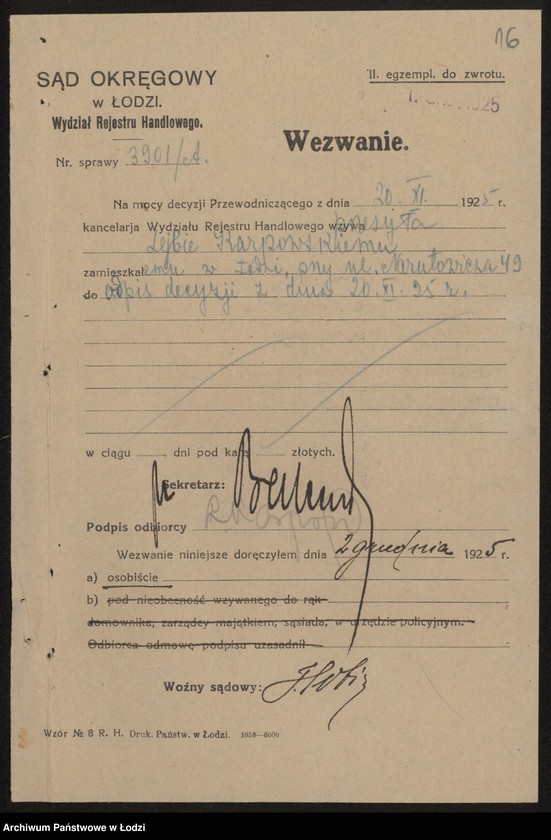 16
SĄD OKRĘGOWY
w ŁODZI.
Wydział Rejestru Handlowego.
II. egzempl. do zwrotu.
1925
Wezwanie.
Nr. sprawy 3901/A.
Na mocy decyzji Przewodniczącego z dnia 20. XI. 1925 r.
kancelarja Wydziału Rejestru Handlowego wzywa przesyła
Lejbie Karpowskiemu
zamieszkałemu w Łodzi, przy ul. Narutowicza 49
do odpis decyzji z dnia 20. XI. 25 r.
w ciągu dni pod karą złotych.
Sekretarz:
Podpis odbiorcy
Wezwanie niniejsze doręczyłem dnia 2 grudnia 1925 r.
a) osobiście
b) pod nieobecność wzywanego do rąk
domownika, zarządcy majątkiem, sąsiada, w urzędzie policyjnym.
Odbiorca odmowę podpisu uzasadnił
Woźny sądowy:
Wzór № 8 R. H. Druk. Państw. w Łodzi. 1058—6000
Archiwum Państwowe w Łodzi